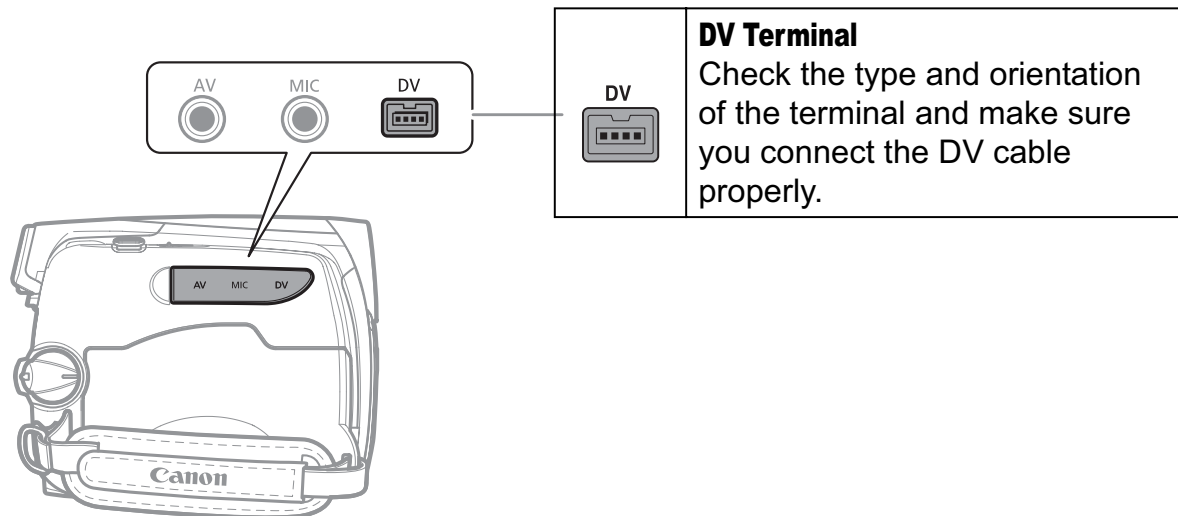 AV MIC DV
DV
DV Terminal
Check the type and orientation
of the terminal and make sure
you connect the DV cable
properly.
AV MIC DV
Canon